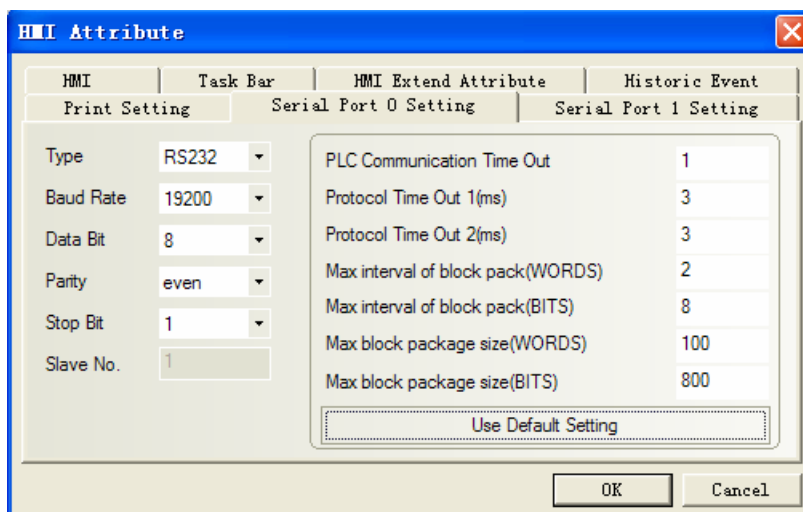 HMI Attribute
HMI Task Bar HMI Extend Attribute Historic Event
Print Setting Serial Port 0 Setting Serial Port 1 Setting
Type RS232
Baud Rate 19200
Data Bit 8
Parity even
Stop Bit 1
Slave No. 1
PLC Communication Time Out 1
Protocol Time Out 1(ms) 3
Protocol Time Out 2(ms) 3
Max interval of block pack(WORDS) 2
Max interval of block pack(BITS) 8
Max block package size(WORDS) 100
Max block package size(BITS) 800
Use Default Setting
OK Cancel